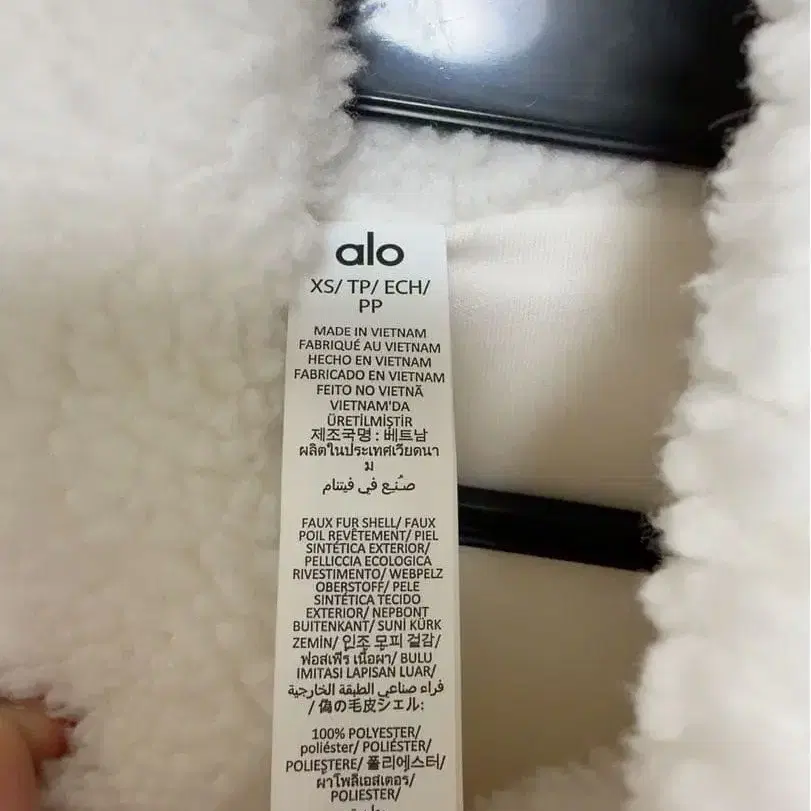 alo
XS/ TP/ ECH/
PP
MADE IN VIETNAM
FABRIQUÉ AU VIETNAM
HECHO EN VIETNAM
FABRICADO EN VIETNAM
FEITO NO VIETNÃ
VIETNAM'DA
ÜRETİLMİŞTİR
제조국명 : 베트남
ผลิตในประเทศเวียดนา
ม
صُنِع في فيتنام
FAUX FUR SHELL/ FAUX
POIL REVÊTEMENT/ PIEL
SINTÉTICA EXTERIOR/
PELLICCIA ECOLOGICA
RIVESTIMENTO/ WEBPELZ
OBERSTOFF/ PELE
SINTÉTICA TECIDO
EXTERIOR/ NEPBONT
BUITENKANT/ SUNİ KÜRK
ZEMİN/ 인조 모피 겉감/
ฟอสเฟีร เนื้อผา/ BULU
IMITASI LAPISAN LUAR/
فراء صناعي الطبقة الخارجية
/ 偽の毛皮シェル:
100% POLYESTER/
poliéster/ POLIÉSTER/
POLIESTERE/ 폴리에스터/
ผ้าโพลีเอสเตอร/
POLIESTER/